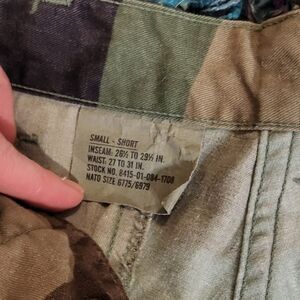 SMALL - SHORT
INSEAM: 26½ TO 29½ IN.
WAIST: 27 TO 31 IN.
STOCK NO. 8415-01-084-1708
NATO SIZE 6775/6979